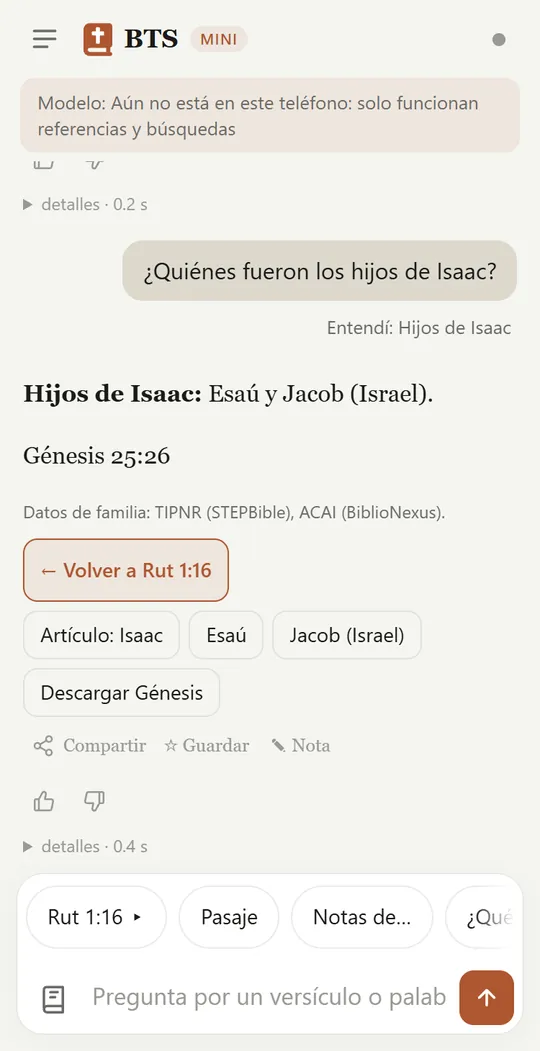 BTS MINI
Modelo: Aún no está en este teléfono: solo funcionan
referencias y búsquedas
▶ detalles · 0.2 s
¿Quiénes fueron los hijos de Isaac?
Entendí: Hijos de Isaac
Hijos de Isaac: Esaú y Jacob (Israel).
Génesis 25:26
Datos de familia: TIPNR (STEPBible), ACAI (BiblioNexus).
← Volver a Rut 1:16
Artículo: Isaac Esaú Jacob (Israel)
Descargar Génesis
Compartir ☆ Guardar ✎ Nota
▶ detalles · 0.4 s
Rut 1:16 ▸ Pasaje Notas de... ¿Qué
Pregunta por un versículo o palab